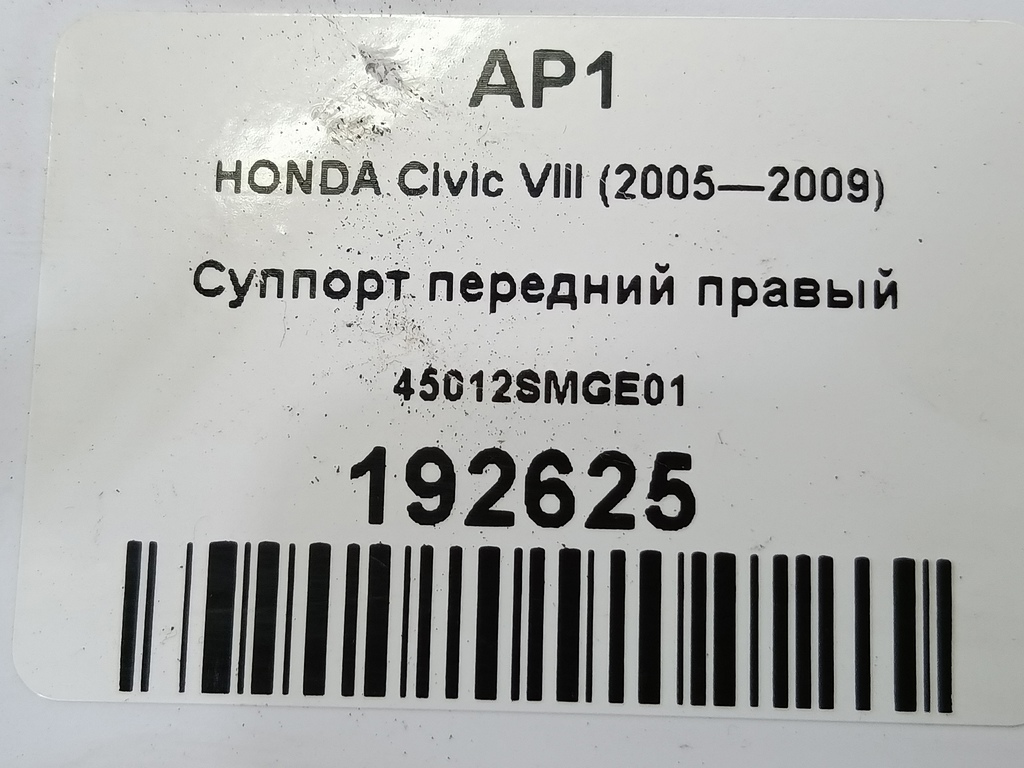 AP1
HONDA Civic VIII (2005—2009)
Суппорт передний правый
45012SMGE01
192625